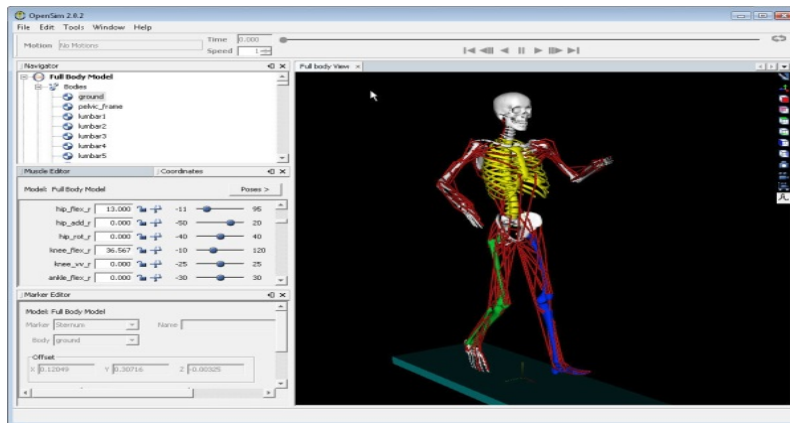 OpenSim 2.0.2
File Edit Tools Window Help
Motion No Motions Time 0.000
Speed 1
Navigator
Full body View
Full Body Model
Bodies
ground
pelvic_frame
lumbar1
lumbar2
lumbar3
lumbar4
lumbar5
Muscle Editor Coordinates
Model: Full Body Model Poses >
hip_flex_r 13.000 -11 95
hip_add_r 0.000 -50 20
hip_rot_r 0.000 -40 40
knee_flex_r 36.567 -10 120
knee_vv_r 0.000 -25 25
ankle_flex_r 0.000 -30 30
Marker Editor
Model: Full Body Model
Marker Sternum Name
Body ground
Offset
X 0.12049 Y 0.30716 Z -0.00325